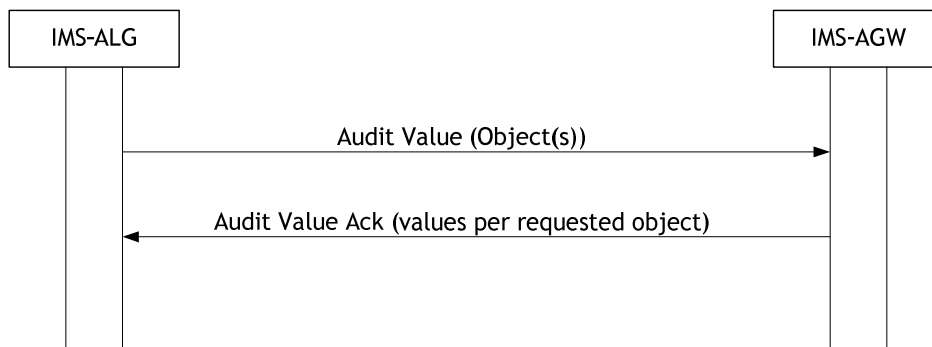 IMS-ALG
IMS-AGW
Audit Value (Object(s))
Audit Value Ack (values per requested object)